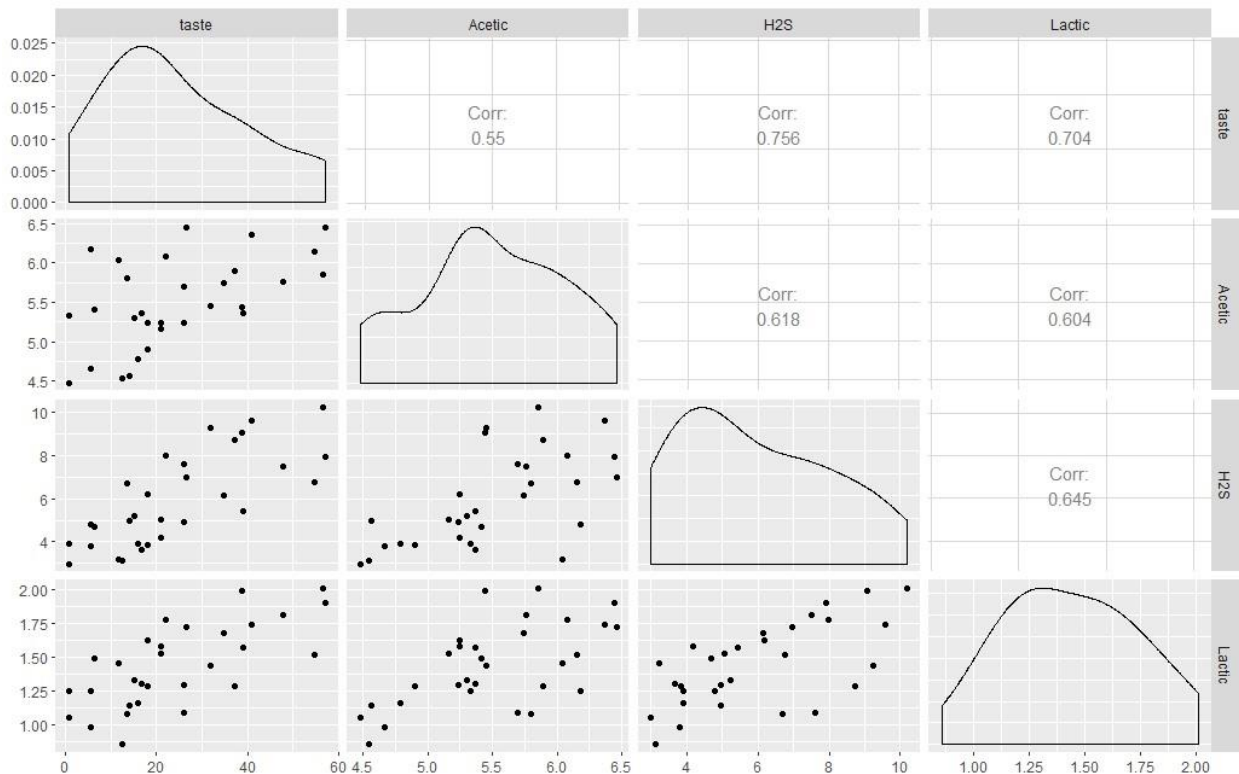 taste Acetic H2S Lactic
0.025
0.020
0.015
0.010
0.005
0.000
Corr:
0.55
Corr:
0.756
Corr:
0.704
taste
6.5
6.0
5.5
5.0
4.5
Corr:
0.618
Corr:
0.604
Acetic
10
8
6
4
Corr:
0.645
H2S
2.00
1.75
1.50
1.25
1.00
Lactic
0 20 40 60 4.5 5.0 5.5 6.0 6.5 4 6 8 10 1.00 1.25 1.50 1.75 2.00